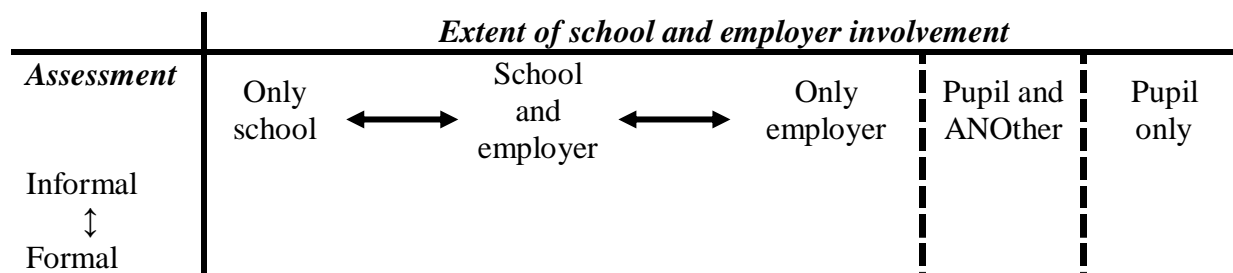 Extent of school and employer involvement
Assessment
Only
school
School
and
employer
Only
employer
Pupil and
ANOther
Pupil
only
Informal
↕
Formal